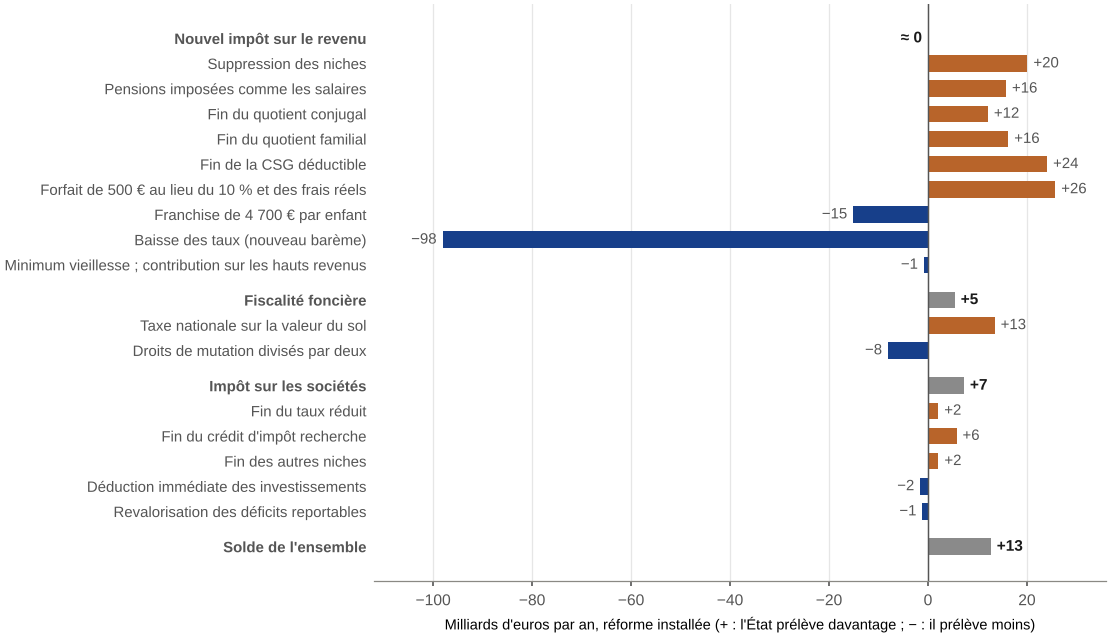 Nouvel impôt sur le revenu ≈ 0
Suppression des niches +20
Pensions imposées comme les salaires +16
Fin du quotient conjugal +12
Fin du quotient familial +16
Fin de la CSG déductible +24
Forfait de 500 € au lieu du 10 % et des frais réels +26
Franchise de 4 700 € par enfant −15
Baisse des taux (nouveau barème) −98
Minimum vieillesse ; contribution sur les hauts revenus −1
Fiscalité foncière +5
Taxe nationale sur la valeur du sol +13
Droits de mutation divisés par deux −8
Impôt sur les sociétés +7
Fin du taux réduit +2
Fin du crédit d'impôt recherche +6
Fin des autres niches +2
Déduction immédiate des investissements −2
Revalorisation des déficits reportables −1
Solde de l'ensemble +13
−100 −80 −60 −40 −20 0 20
Milliards d'euros par an, réforme installée (+ : l'État prélève davantage ; − : il prélève moins)